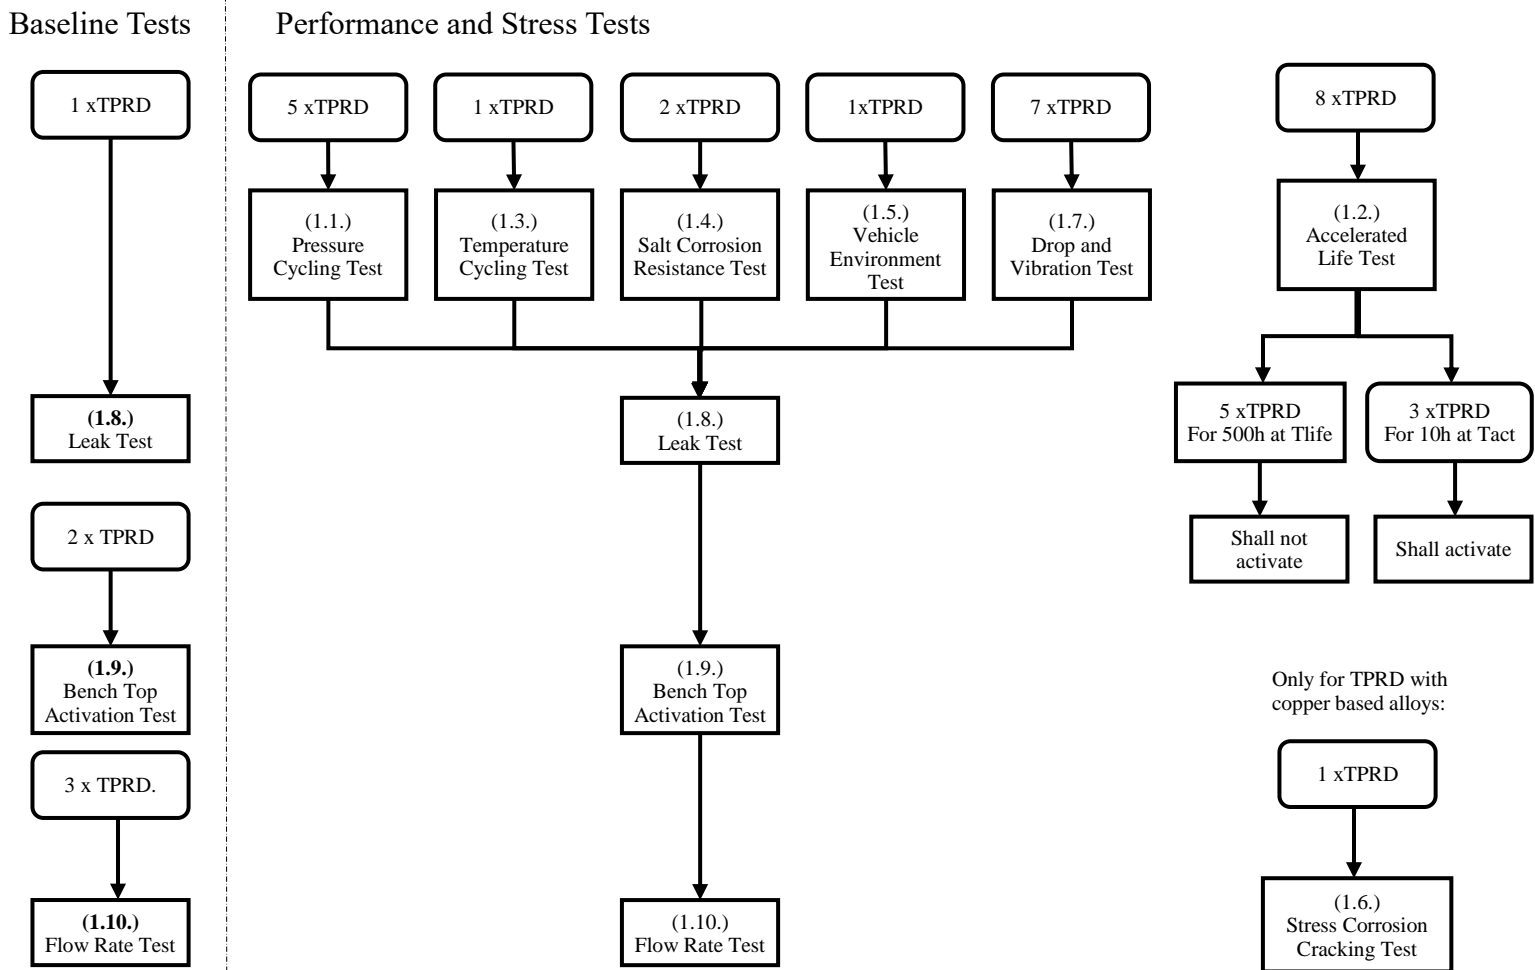 Baseline Tests
Performance and Stress Tests
1 xTPRD
(1.8.)
Leak Test
2 x TPRD
(1.9.)
Bench Top
Activation Test
3 x TPRD.
(1.10.)
Flow Rate Test
5 xTPRD
1 xTPRD
2 xTPRD
1xTPRD
7 xTPRD
(1.1.)
Pressure
Cycling Test
(1.3.)
Temperature
Cycling Test
(1.4.)
Salt Corrosion
Resistance Test
(1.5.)
Vehicle
Environment
Test
(1.7.)
Drop and
Vibration Test
(1.8.)
Leak Test
(1.9.)
Bench Top
Activation Test
(1.10.)
Flow Rate Test
8 xTPRD
(1.2.)
Accelerated
Life Test
5 xTPRD
For 500h at Tlife
3 xTPRD
For 10h at Tact
Shall not
activate
Shall activate
Only for TPRD with
copper based alloys:
1 xTPRD
(1.6.)
Stress Corrosion
Cracking Test